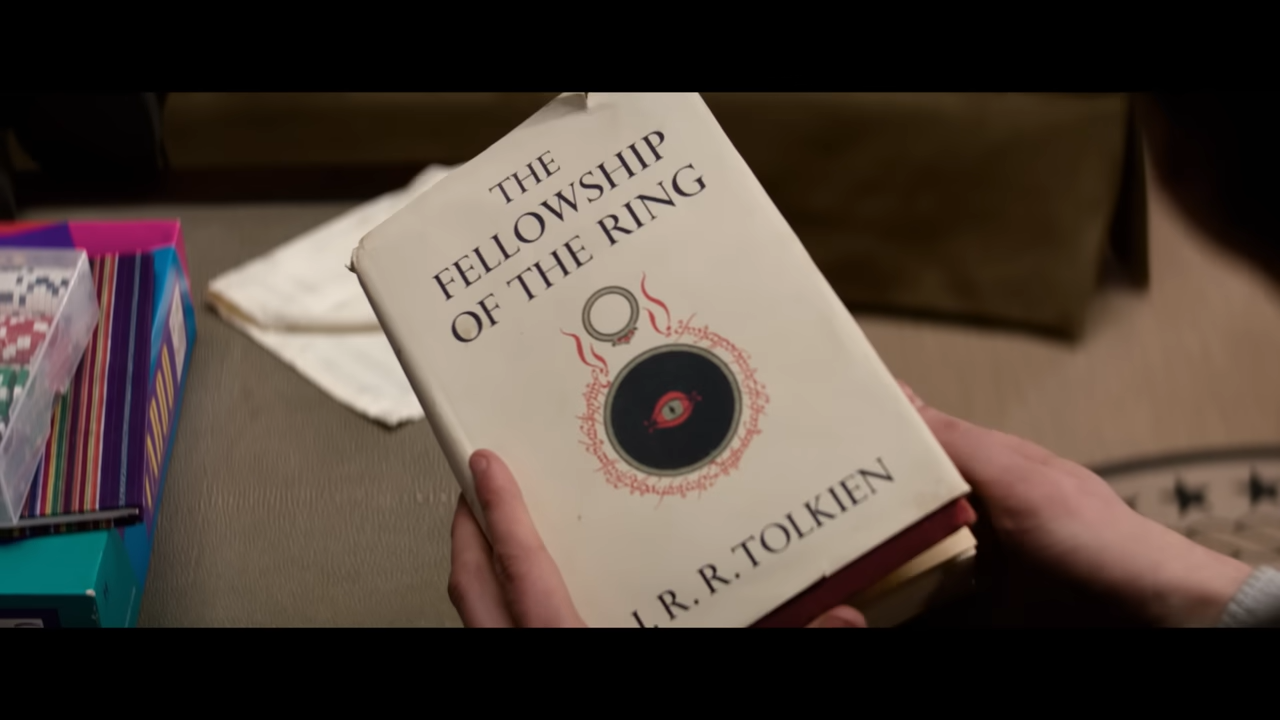 THE
FELLOWSHIP
OF THE RING
J. R. R. TOLKIEN